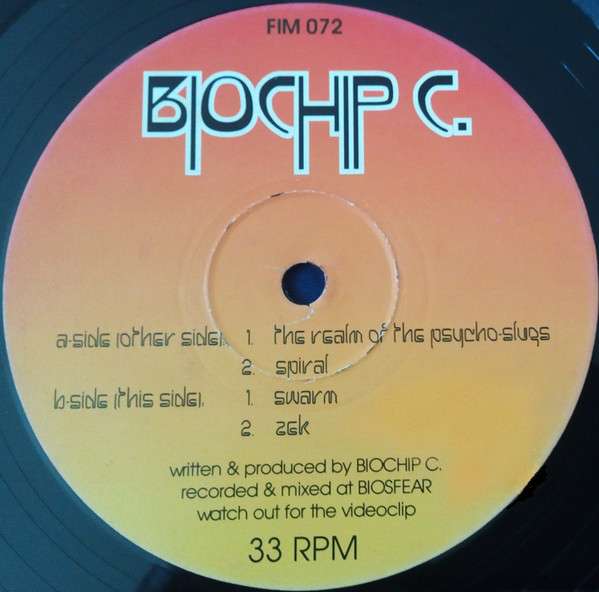 FIM 072
BIOCHIP C.
a-side (other side), 1. the realm of the psycho-slugs
2. spiral
b-side (this side), 1. swarm
2. zek
written & produced by BIOCHIP C.
recorded & mixed at BIOSFEAR
watch out for the videoclip
33 RPM